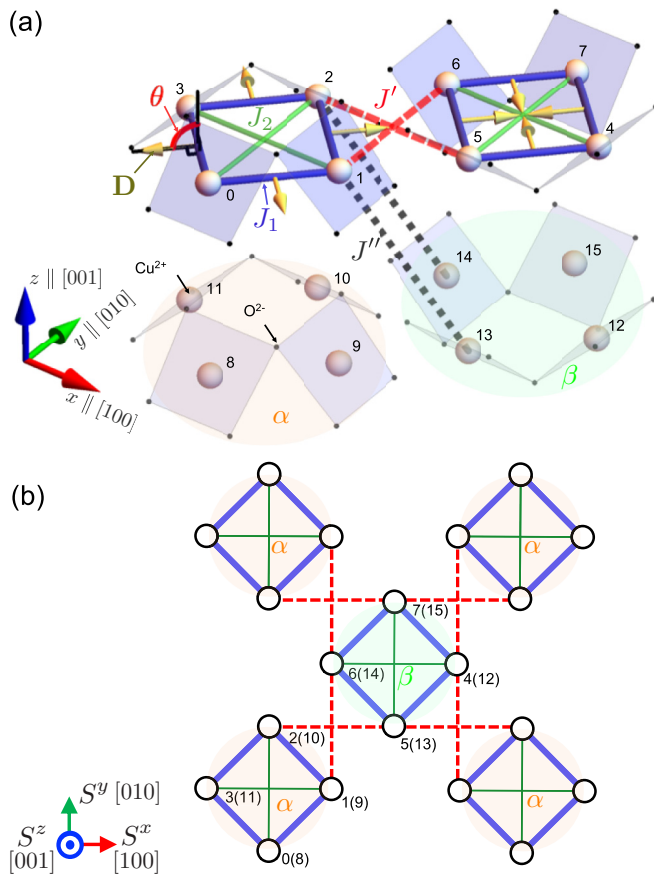 (a)
3
2
6
7
J′
J₂
θ
5
4
D
0
1
J₁
J″
14
15
Cu²⁺
11
10
z ∥ [001]
O²⁻
13
12
y ∥ [010]
8
9
β
x ∥ [100]
α
(b)
α
α
7(15)
6(14)
β
4(12)
2(10)
5(13)
Sʸ [010]
3(11)
α
1(9)
α
Sᶻ
Sˣ
[001]
[100]
0(8)